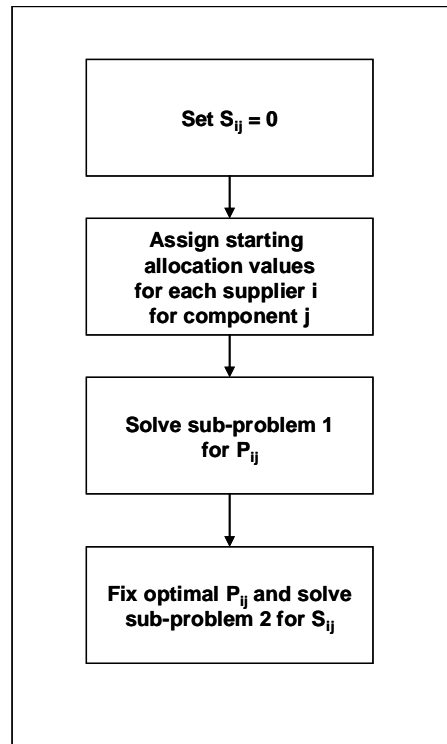 Set S_ij = 0
Assign starting
allocation values
for each supplier i
for component j
Solve sub-problem 1
for P_ij
Fix optimal P_ij and solve
sub-problem 2 for S_ij